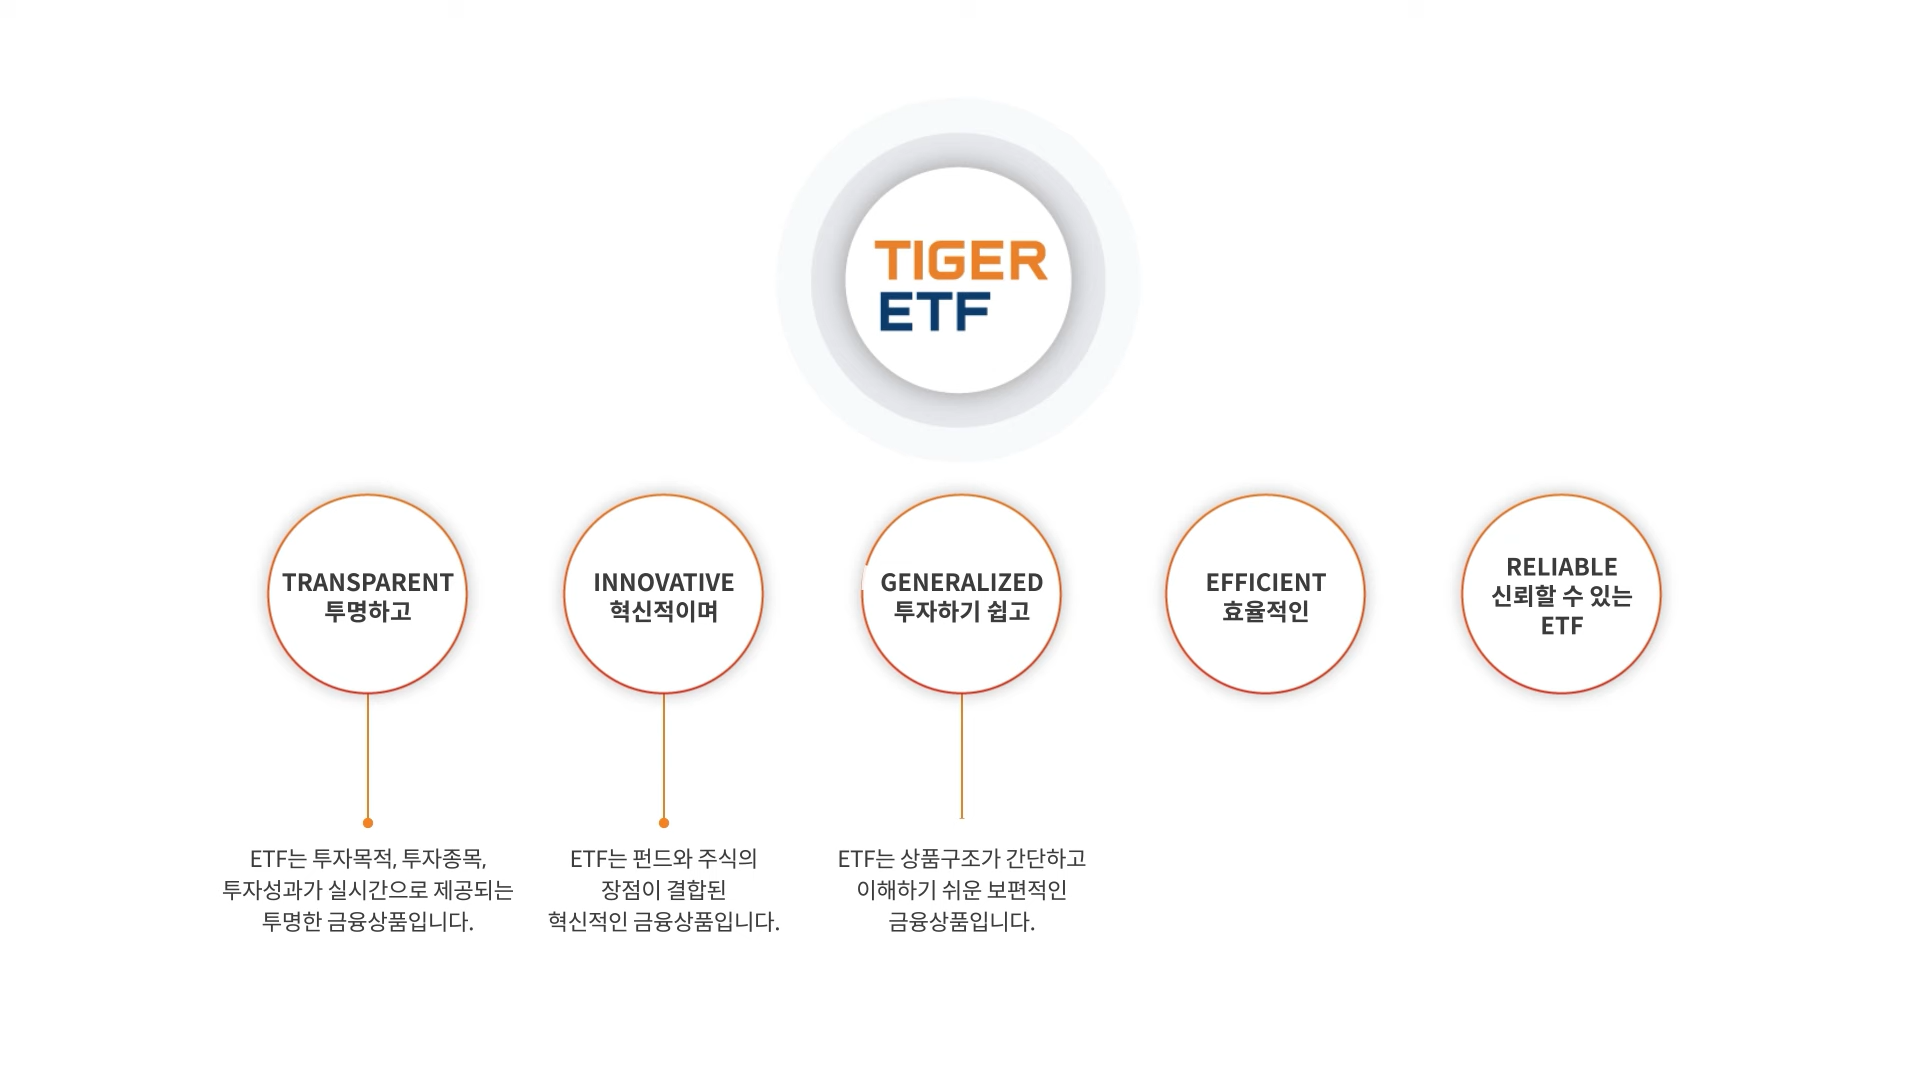 TIGER
ETF
TRANSPARENT
투명하고
INNOVATIVE
혁신적이며
GENERALIZED
투자하기 쉽고
EFFICIENT
효율적인
RELIABLE
신뢰할 수 있는
ETF
ETF는 투자목적, 투자종목,
투자성과가 실시간으로 제공되는
투명한 금융상품입니다.
ETF는 펀드와 주식의
장점이 결합된
혁신적인 금융상품입니다.
ETF는 상품구조가 간단하고
이해하기 쉬운 보편적인
금융상품입니다.